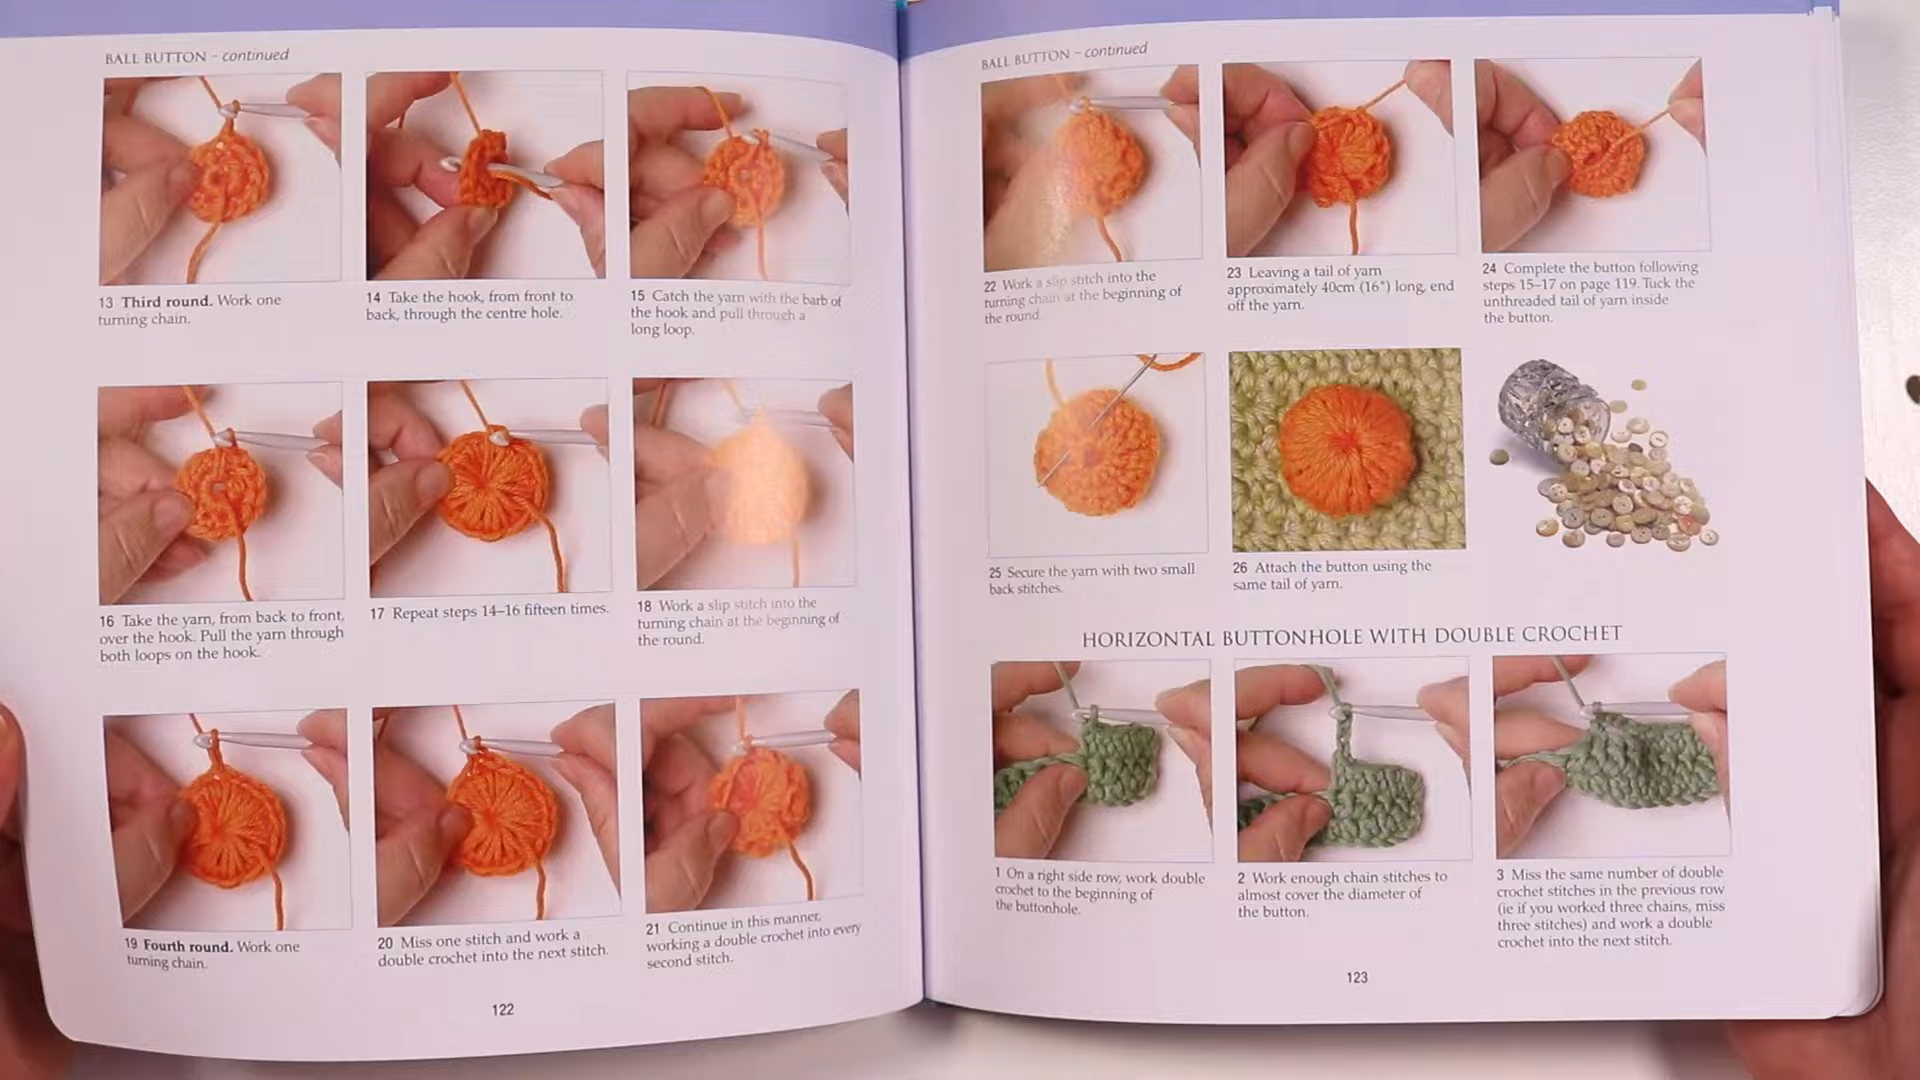 BALL BUTTON – continued
13 Third round. Work one
turning chain.
14 Take the hook, from front to
back, through the centre hole.
15 Catch the yarn with the barb of
the hook and pull through a
long loop.
16 Take the yarn, from back to front,
over the hook. Pull the yarn through
both loops on the hook.
17 Repeat steps 14–16 fifteen times.
18 Work a slip stitch into the
turning chain at the beginning of
the round.
19 Fourth round. Work one
turning chain.
20 Miss one stitch and work a
double crochet into the next stitch.
21 Continue in this manner,
working a double crochet into every
second stitch.
122
BALL BUTTON – continued
22 Work a slip stitch into the
turning chain at the beginning of
the round.
23 Leaving a tail of yarn
approximately 40cm (16") long, end
off the yarn.
24 Complete the button following
steps 15–17 on page 119. Tuck the
unthreaded tail of yarn inside
the button.
25 Secure the yarn with two small
back stitches.
26 Attach the button using the
same tail of yarn.
HORIZONTAL BUTTONHOLE WITH DOUBLE CROCHET
1 On a right side row, work double
crochet to the beginning of
the buttonhole.
2 Work enough chain stitches to
almost cover the diameter of
the button.
3 Miss the same number of double
crochet stitches in the previous row
(ie if you worked three chains, miss
three stitches) and work a double
crochet into the next stitch.
123